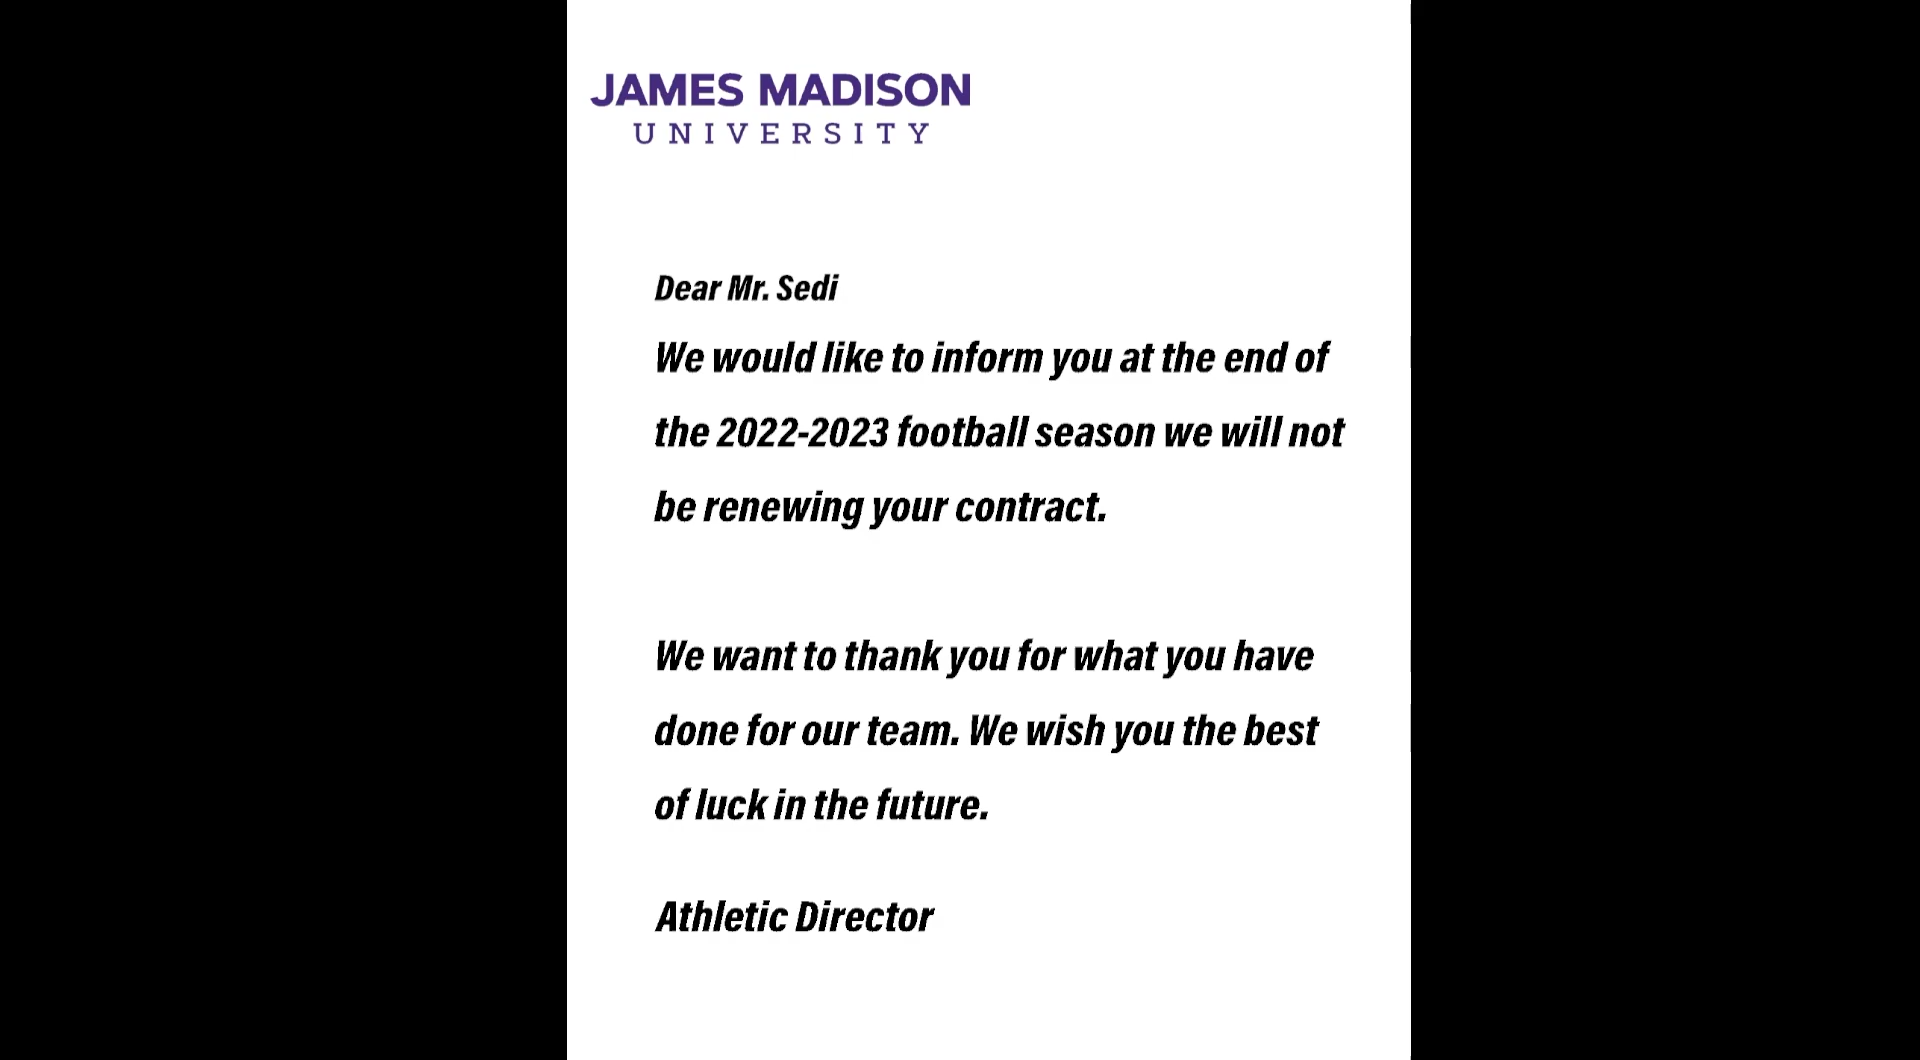 JAMES MADISON
UNIVERSITY
Dear Mr. Sedi
We would like to inform you at the end of
the 2022-2023 football season we will not
be renewing your contract.
We want to thank you for what you have
done for our team. We wish you the best
of luck in the future.
Athletic Director